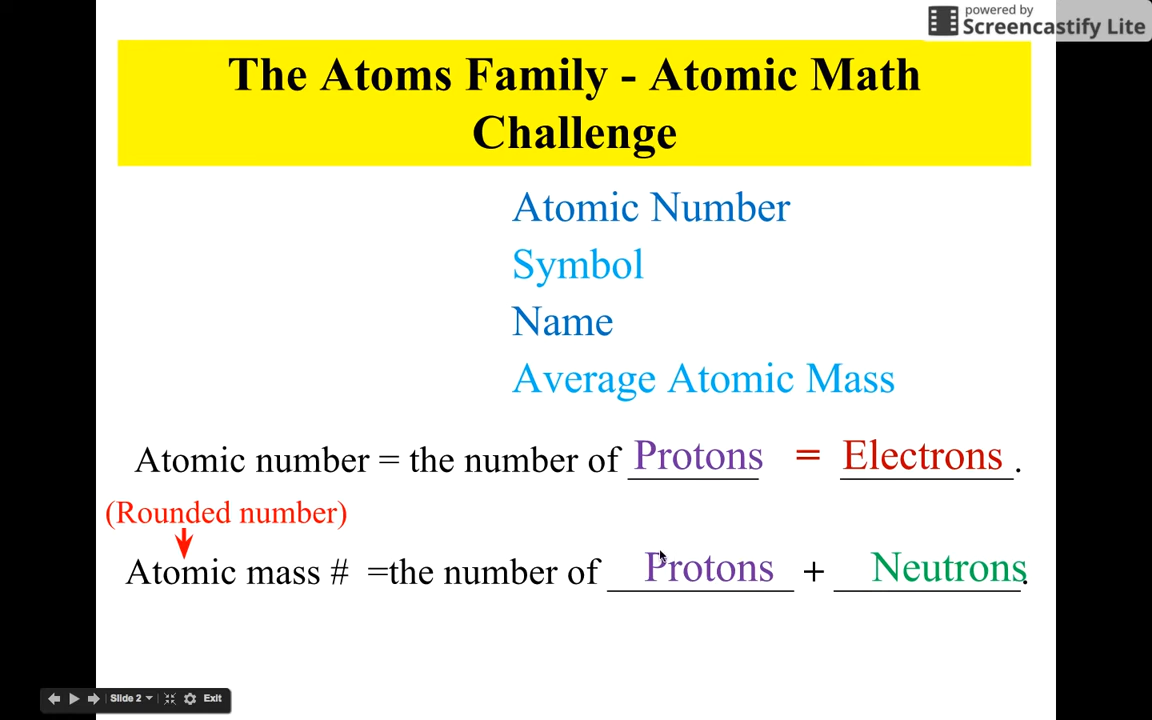 powered by
Screencastify Lite
The Atoms Family - Atomic Math
Challenge
Atomic Number
Symbol
Name
Average Atomic Mass
Atomic number = the number of Protons = Electrons.
(Rounded number)
Atomic mass # =the number of Protons + Neutrons.
Slide 2 Exit